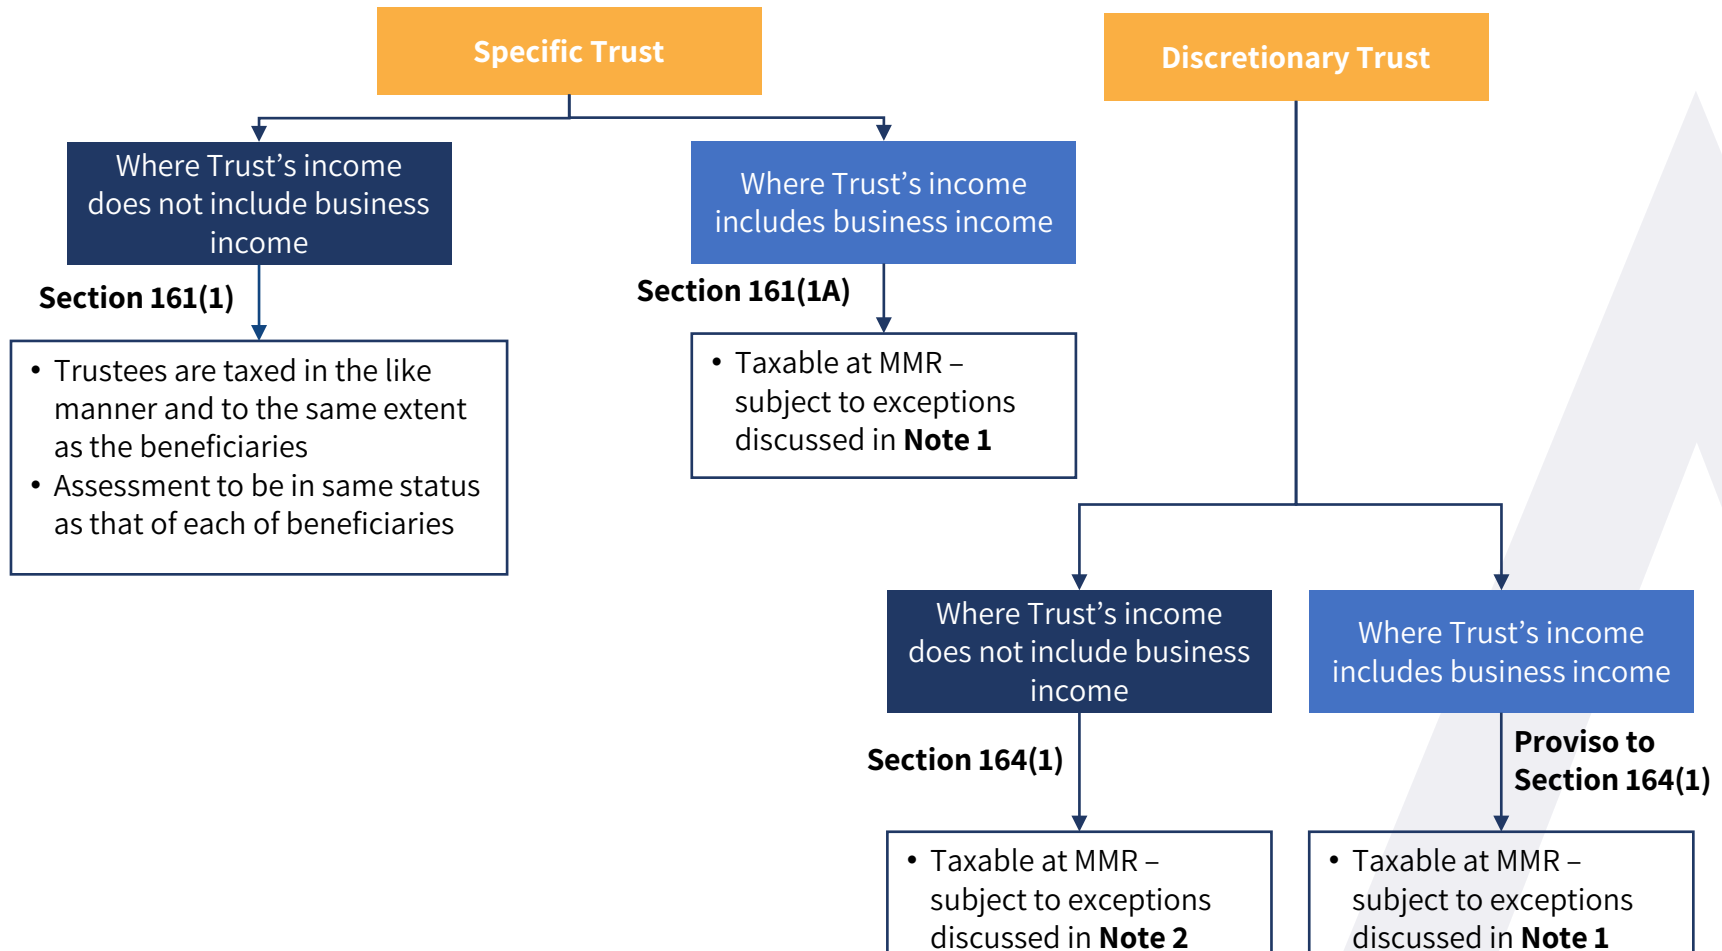 Specific Trust
Discretionary Trust
Where Trust’s income
does not include business
income
Where Trust’s income
includes business income
Section 161(1)
Section 161(1A)
• Trustees are taxed in the like
manner and to the same extent
as the beneficiaries
• Assessment to be in same status
as that of each of beneficiaries
• Taxable at MMR –
subject to exceptions
discussed in Note 1
Where Trust’s income
does not include business
income
Where Trust’s income
includes business income
Section 164(1)
Proviso to
Section 164(1)
• Taxable at MMR –
subject to exceptions
discussed in Note 2
• Taxable at MMR –
subject to exceptions
discussed in Note 1